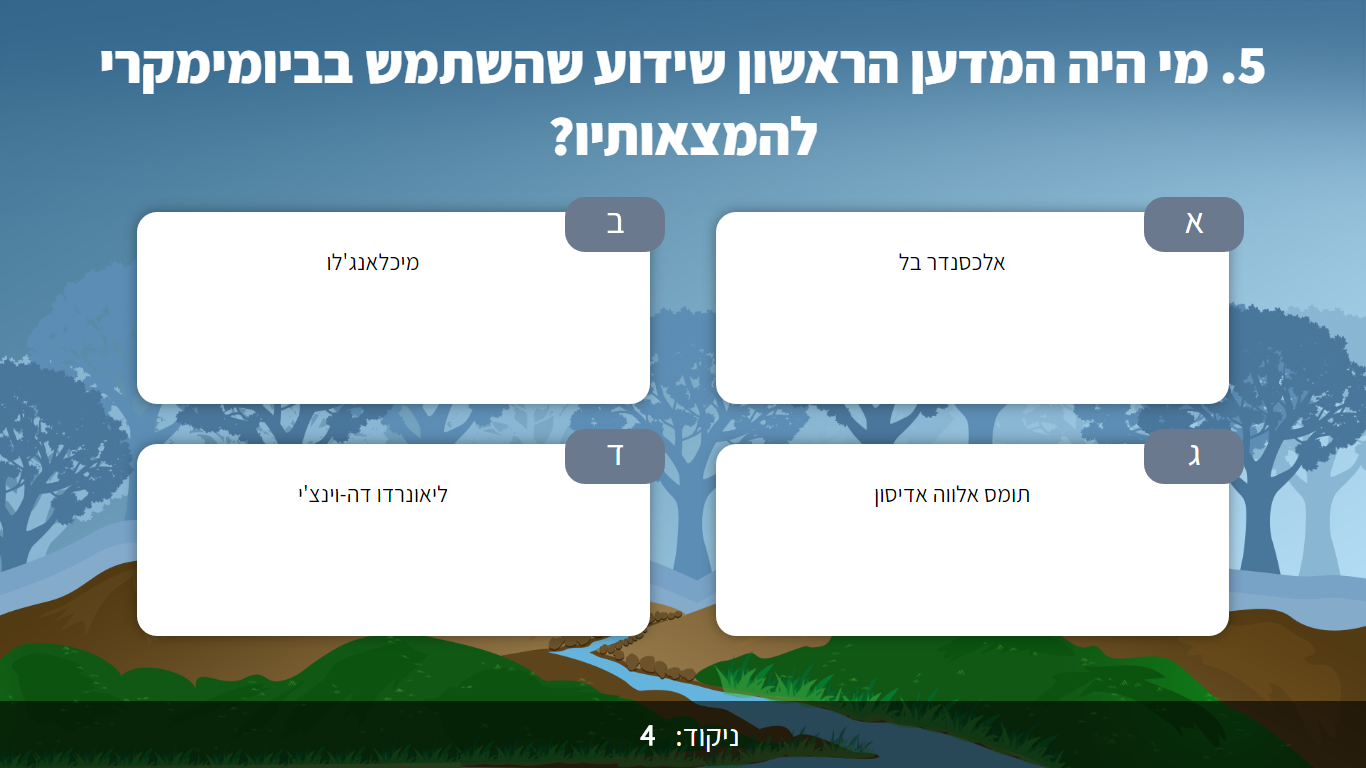 5. מי היה המדען הראשון שידוע שהשתמש בביומימקרי
להמצאותיו?
א
אלכסנדר בל
ב
מיכלאנג'לו
ג
תומס אלווה אדיסון
ד
ליאונרדו דה-וינצ'י
ניקוד: 4